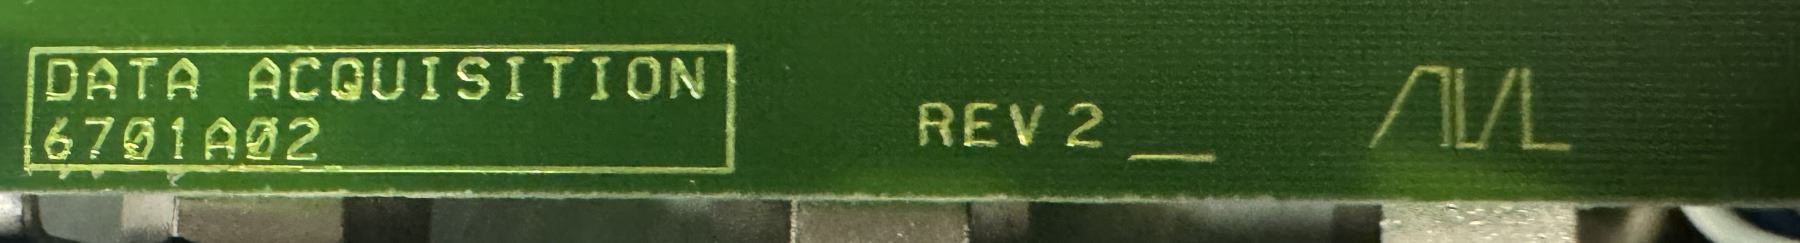 DATA ACQUISITION
6701A02
REV 2 _
AVL